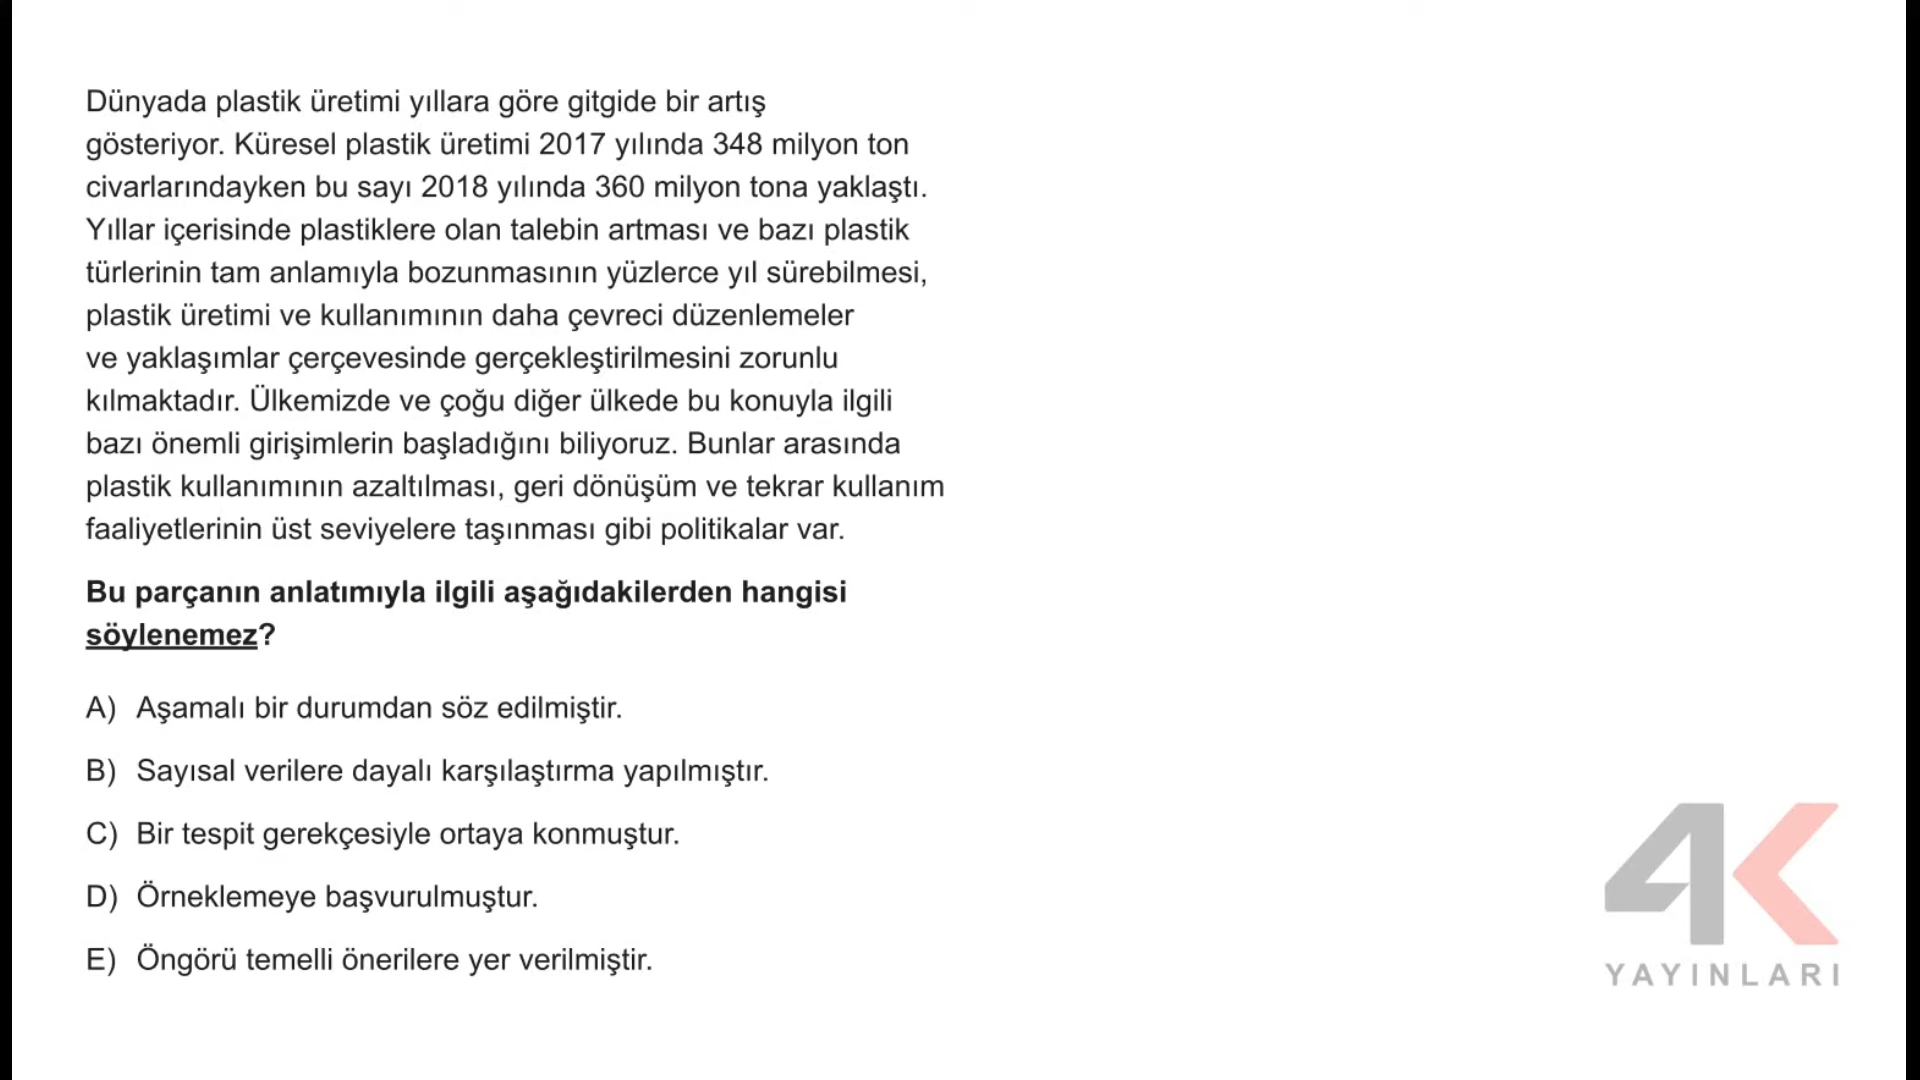 Dünyada plastik üretimi yıllara göre gitgide bir artış
gösteriyor. Küresel plastik üretimi 2017 yılında 348 milyon ton
civarlarındayken bu sayı 2018 yılında 360 milyon tona yaklaştı.
Yıllar içerisinde plastiklere olan talebin artması ve bazı plastik
türlerinin tam anlamıyla bozunmasının yüzlerce yıl sürebilmesi,
plastik üretimi ve kullanımının daha çevreci düzenlemeler
ve yaklaşımlar çerçevesinde gerçekleştirilmesini zorunlu
kılmaktadır. Ülkemizde ve çoğu diğer ülkede bu konuyla ilgili
bazı önemli girişimlerin başladığını biliyoruz. Bunlar arasında
plastik kullanımının azaltılması, geri dönüşüm ve tekrar kullanım
faaliyetlerinin üst seviyelere taşınması gibi politikalar var.
Bu parçanın anlatımıyla ilgili aşağıdakilerden hangisi
söylenemez?
A) Aşamalı bir durumdan söz edilmiştir.
B) Sayısal verilere dayalı karşılaştırma yapılmıştır.
C) Bir tespit gerekçesiyle ortaya konmuştur.
D) Örneklemeye başvurulmuştur.
E) Öngörü temelli önerilere yer verilmiştir.
4K
YAYINLARI